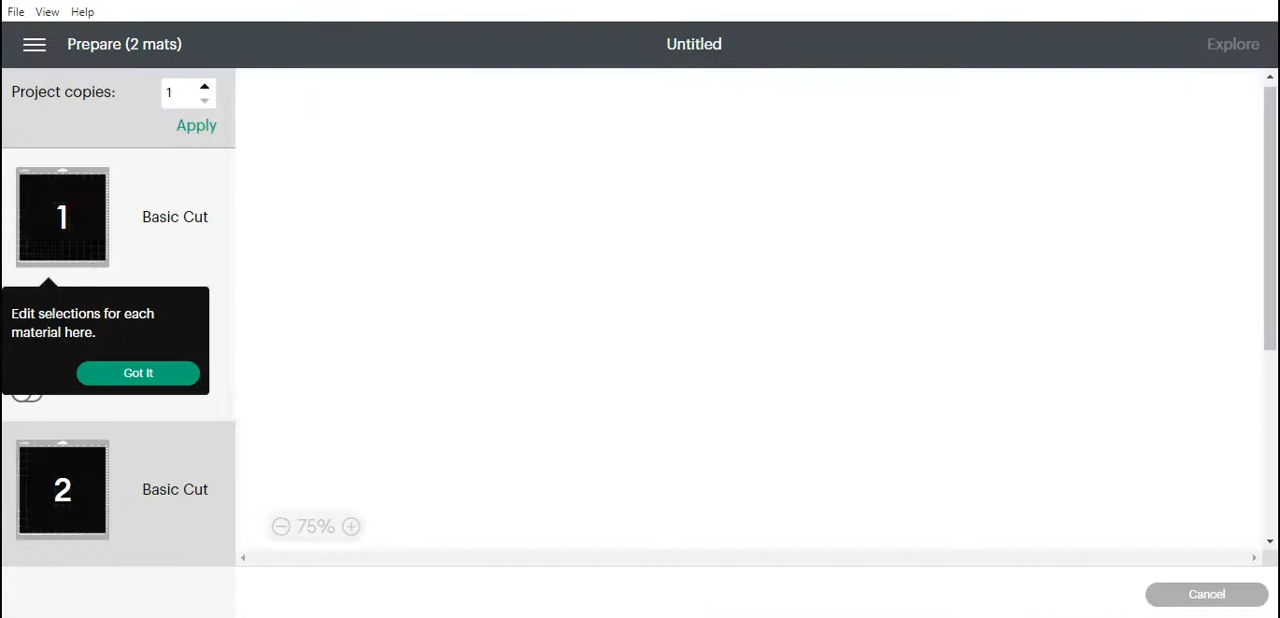 File View Help
Prepare (2 mats)
Untitled
Explore
Project copies: 1
Apply
1
Basic Cut
Edit selections for each
material here.
Got It
2
Basic Cut
75%
Cancel